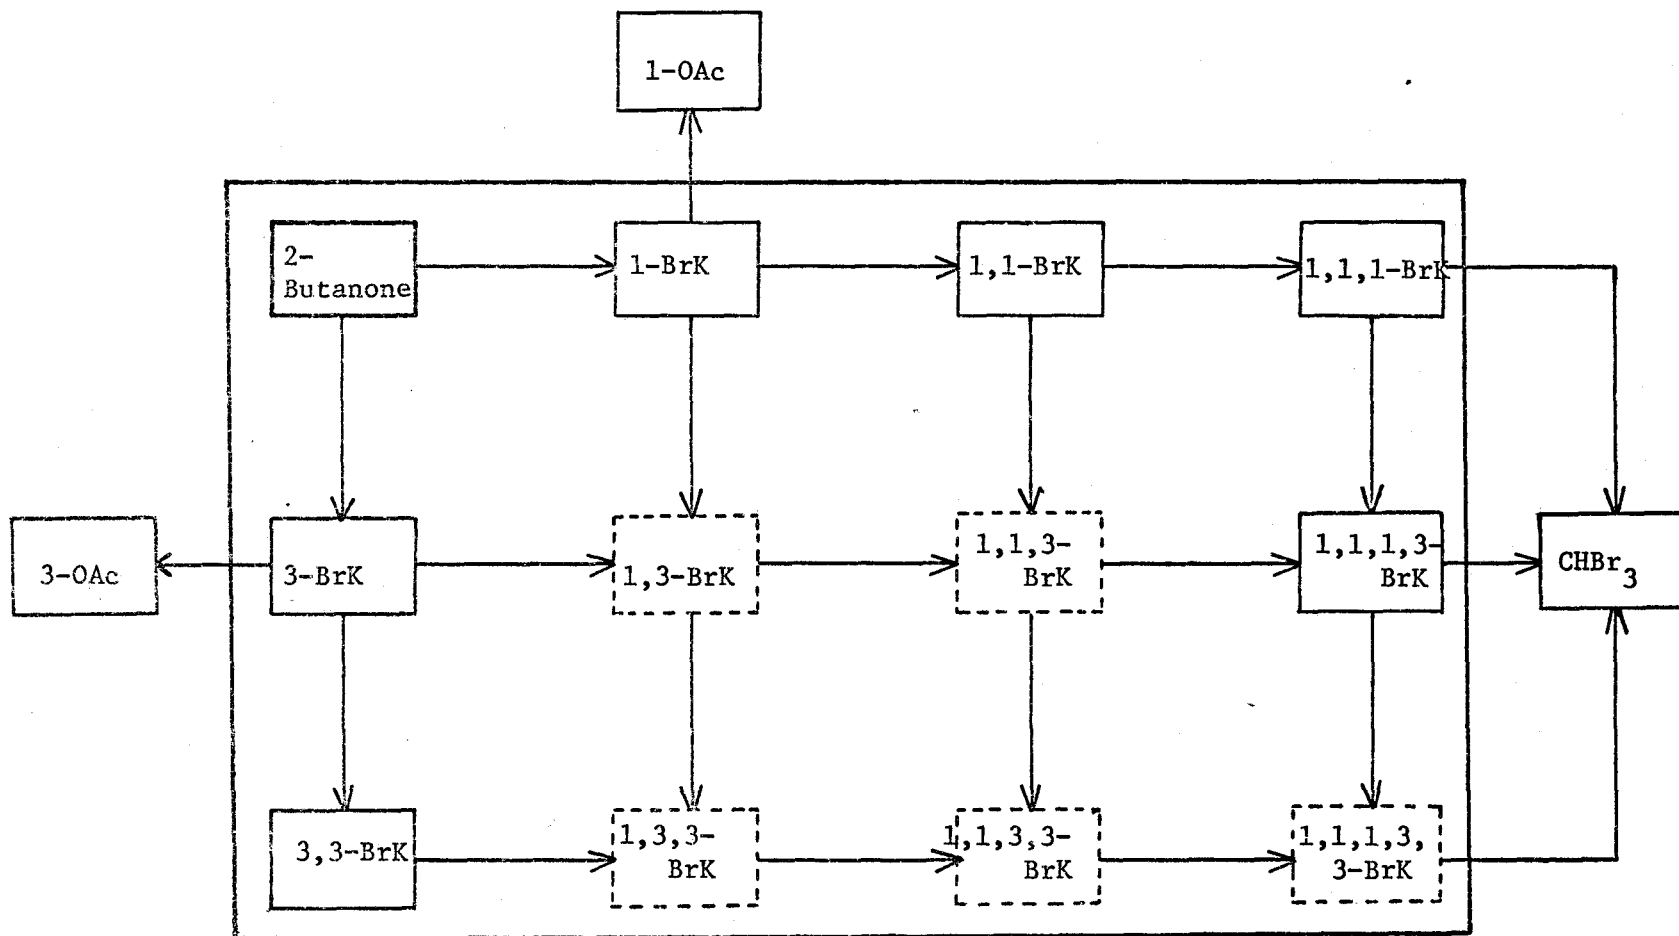 1-OAc
2-
Butanone
1-BrK
1,1-BrK
1,1,1-BrK
3-OAc
3-BrK
1,3-BrK
1,1,3-
BrK
1,1,1,3-
BrK
CHBr3
3,3-BrK
1,3,3-
BrK
1,1,3,3-
BrK
1,1,1,3,
3-BrK